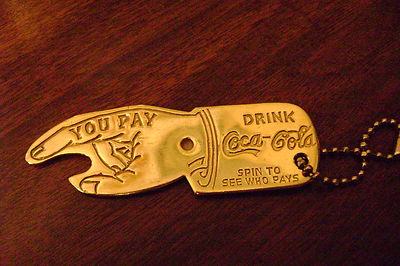 YOU PAY
DRINK
Coca-Cola
SPIN TO
SEE WHO PAYS